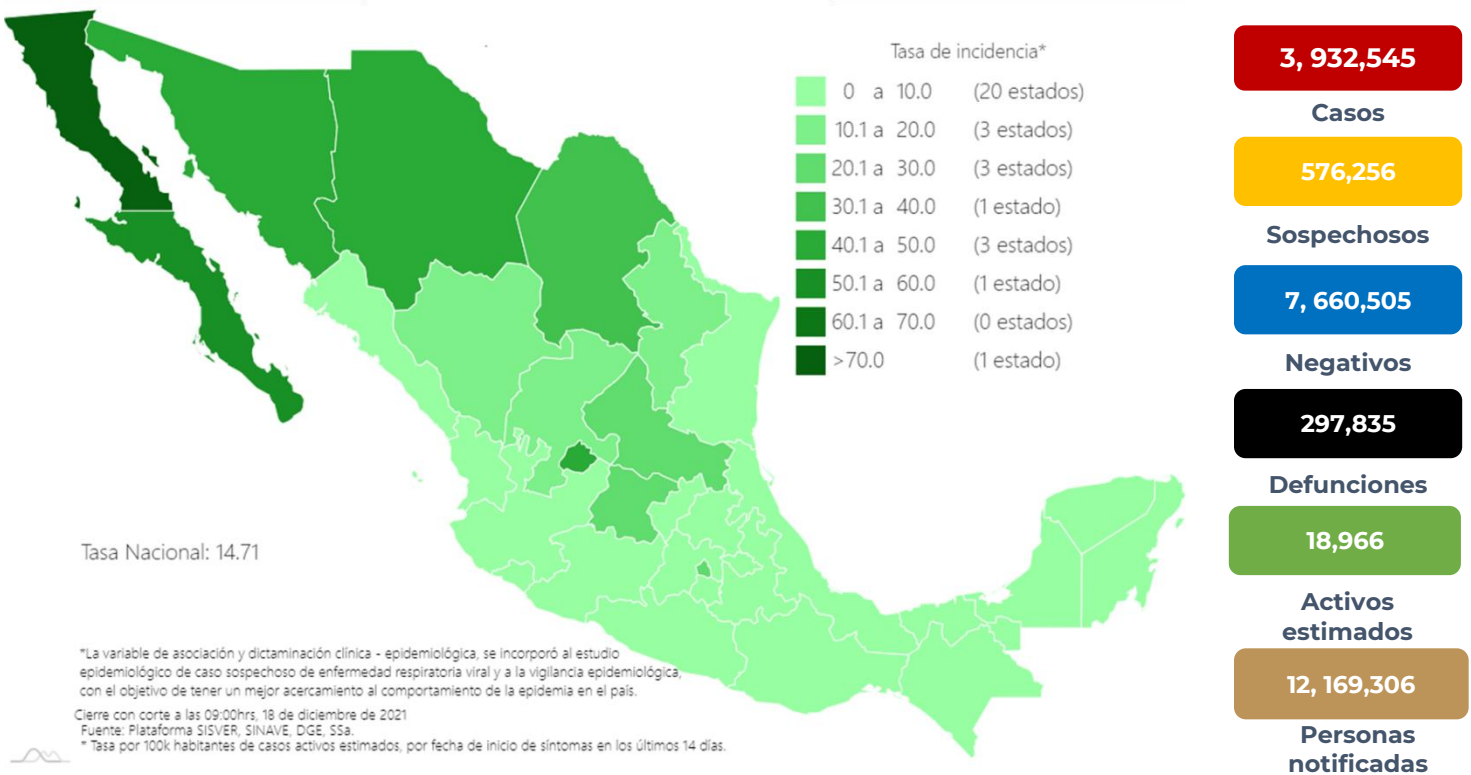 Tasa de incidencia*
0 a 10.0 (20 estados)
10.1 a 20.0 (3 estados)
20.1 a 30.0 (3 estados)
30.1 a 40.0 (1 estado)
40.1 a 50.0 (3 estados)
50.1 a 60.0 (1 estado)
60.1 a 70.0 (0 estados)
>70.0 (1 estado)
Tasa Nacional: 14.71
*La variable de asociación y dictaminación clínica - epidemiológica, se incorporó al estudio
epidemiológico de caso sospechoso de enfermedad respiratoria viral y a la vigilancia epidemiológica,
con el objetivo de tener un mejor acercamiento al comportamiento de la epidemia en el país.
Cierre con corte a las 09:00hrs, 18 de diciembre de 2021
Fuente: Plataforma SISVER, SINAVE, DGE, SSa.
* Tasa por 100k habitantes de casos activos estimados, por fecha de inicio de síntomas en los últimos 14 días.
3, 932,545
Casos
576,256
Sospechosos
7, 660,505
Negativos
297,835
Defunciones
18,966
Activos
estimados
12, 169,306
Personas
notificadas